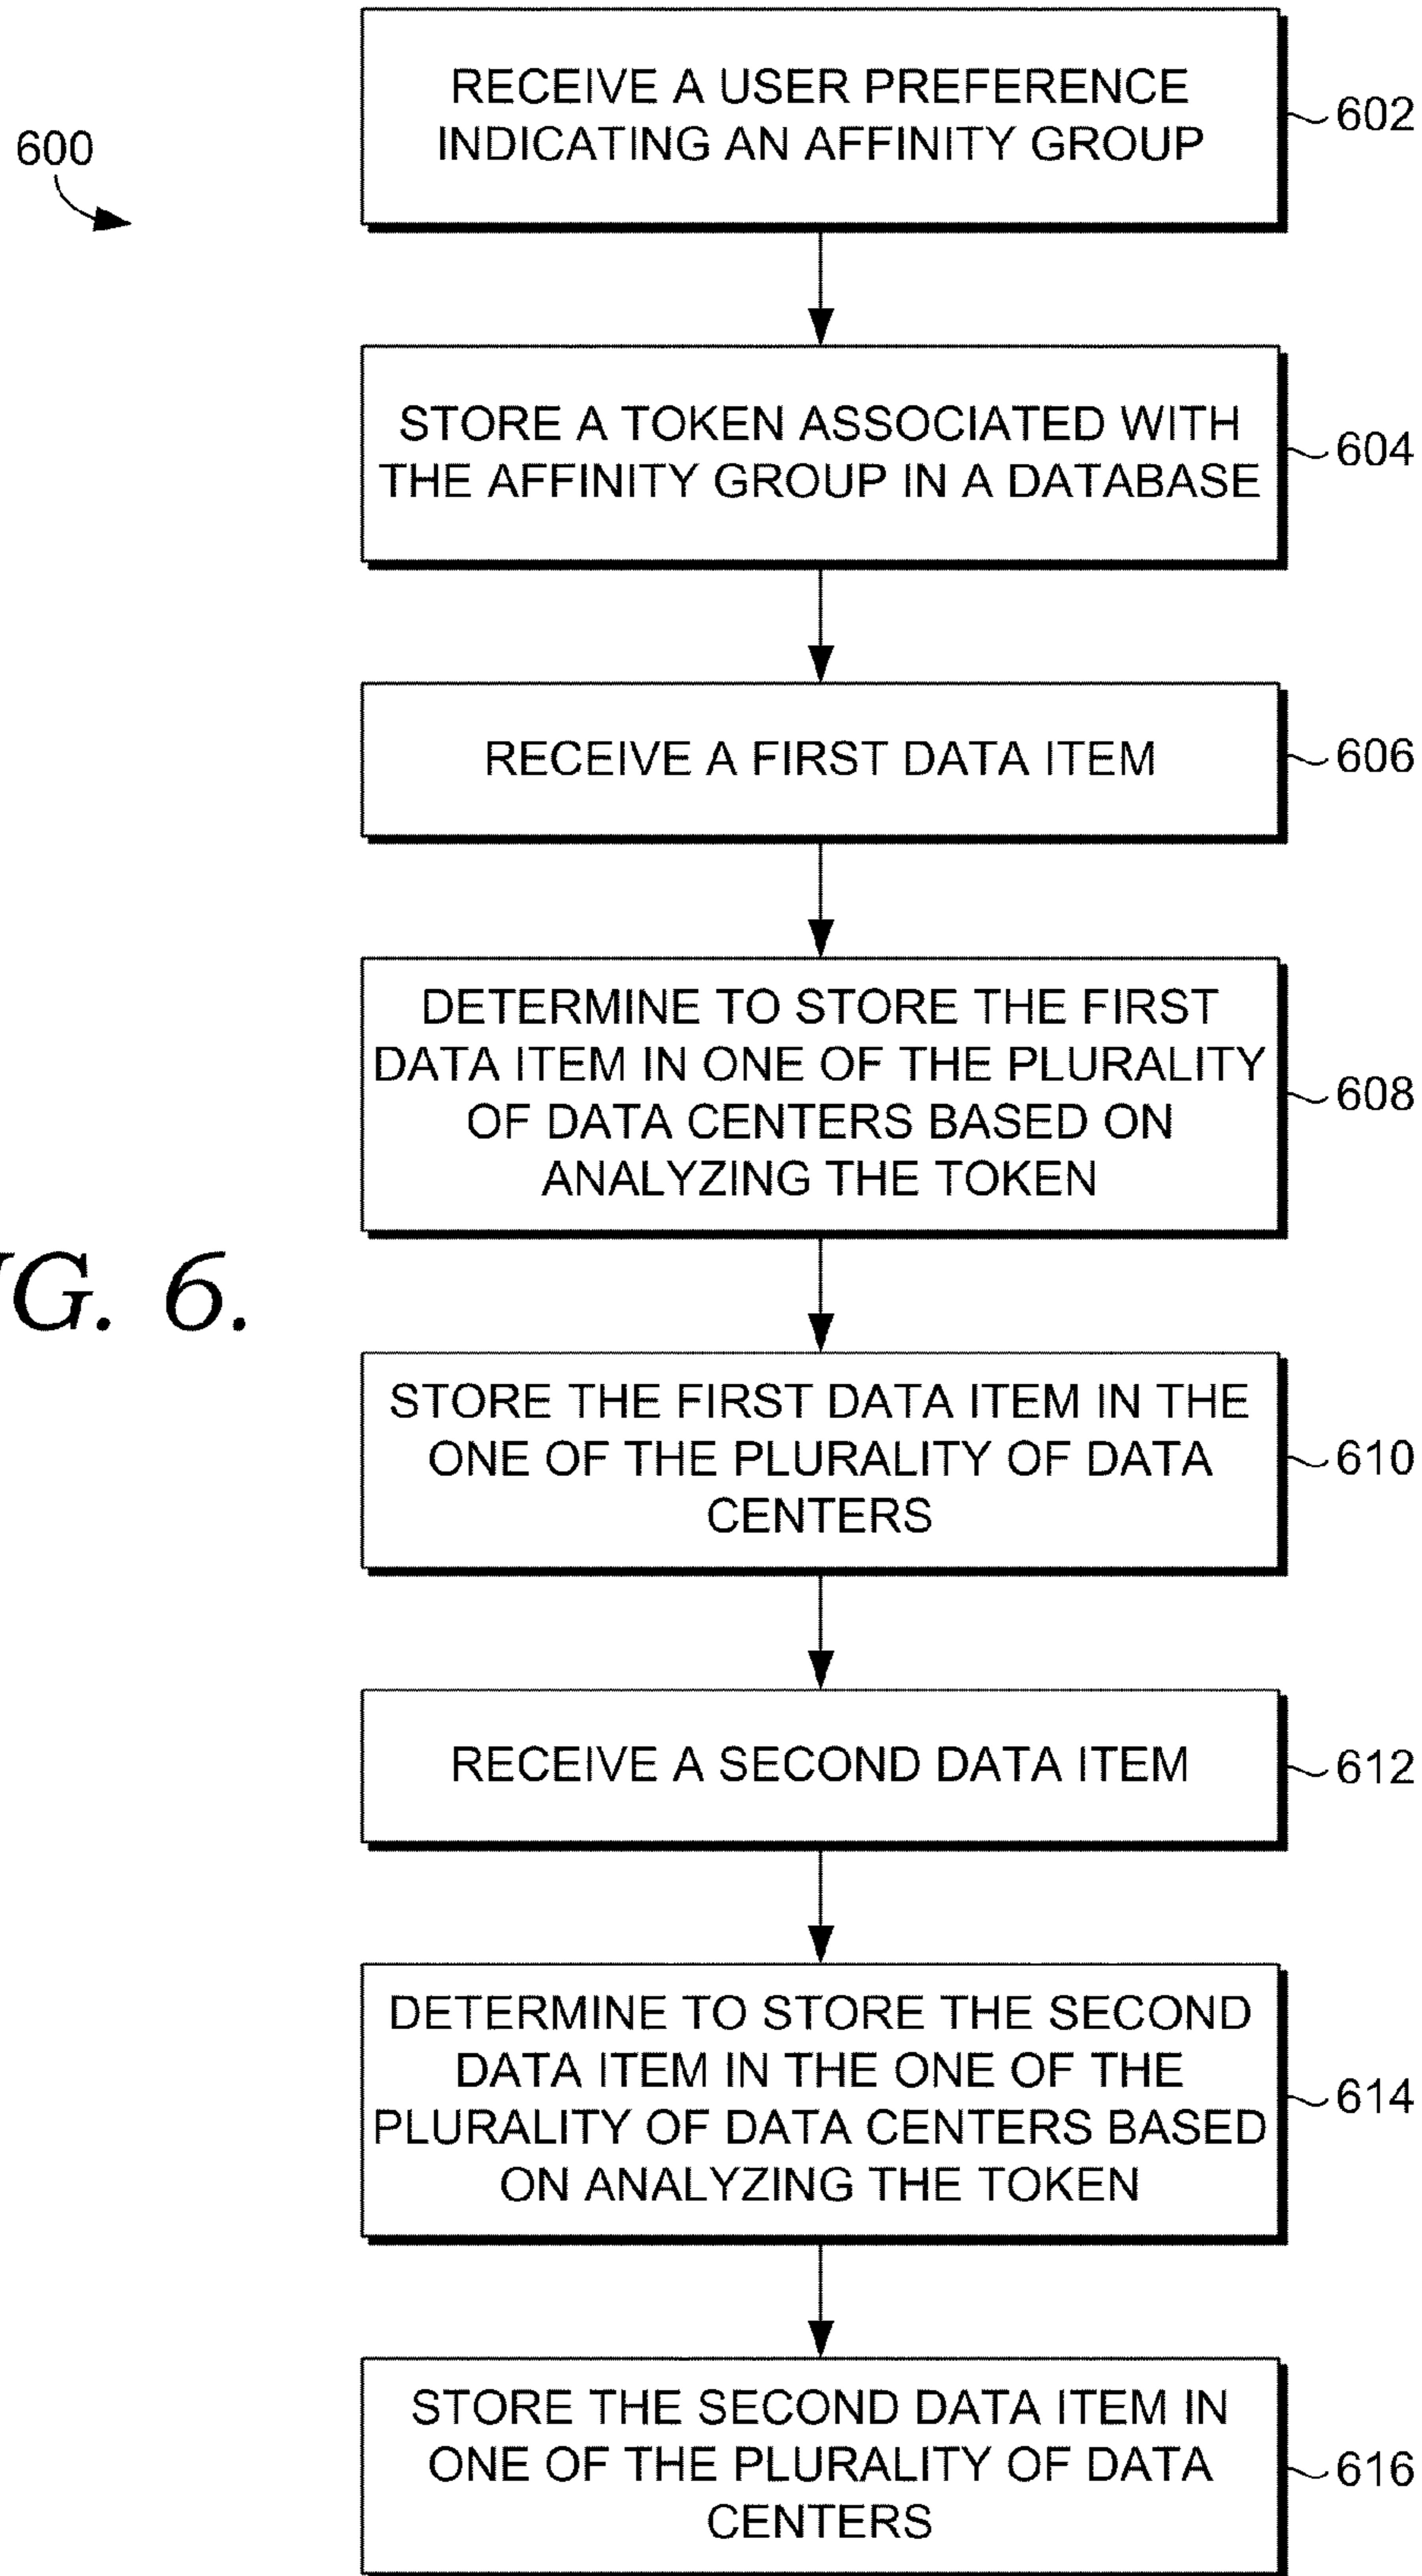 RECEIVE A USER PREFERENCE
INDICATING AN AFFINITY GROUP
602
600
STORE A TOKEN ASSOCIATED WITH
THE AFFINITY GROUP IN A DATABASE
604
RECEIVE A FIRST DATA ITEM
606
DETERMINE TO STORE THE FIRST
DATA ITEM IN ONE OF THE PLURALITY
OF DATA CENTERS BASED ON
ANALYZING THE TOKEN
608
G. 6.
STORE THE FIRST DATA ITEM IN THE
ONE OF THE PLURALITY OF DATA
CENTERS
610
RECEIVE A SECOND DATA ITEM
612
DETERMINE TO STORE THE SECOND
DATA ITEM IN THE ONE OF THE
PLURALITY OF DATA CENTERS BASED
ON ANALYZING THE TOKEN
614
STORE THE SECOND DATA ITEM IN
ONE OF THE PLURALITY OF DATA
CENTERS
616